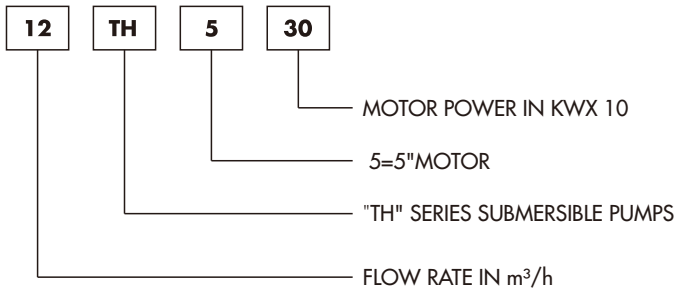 12 TH 5 30
MOTOR POWER IN KWX 10
5=5"MOTOR
"TH" SERIES SUBMERSIBLE PUMPS
FLOW RATE IN m³/h